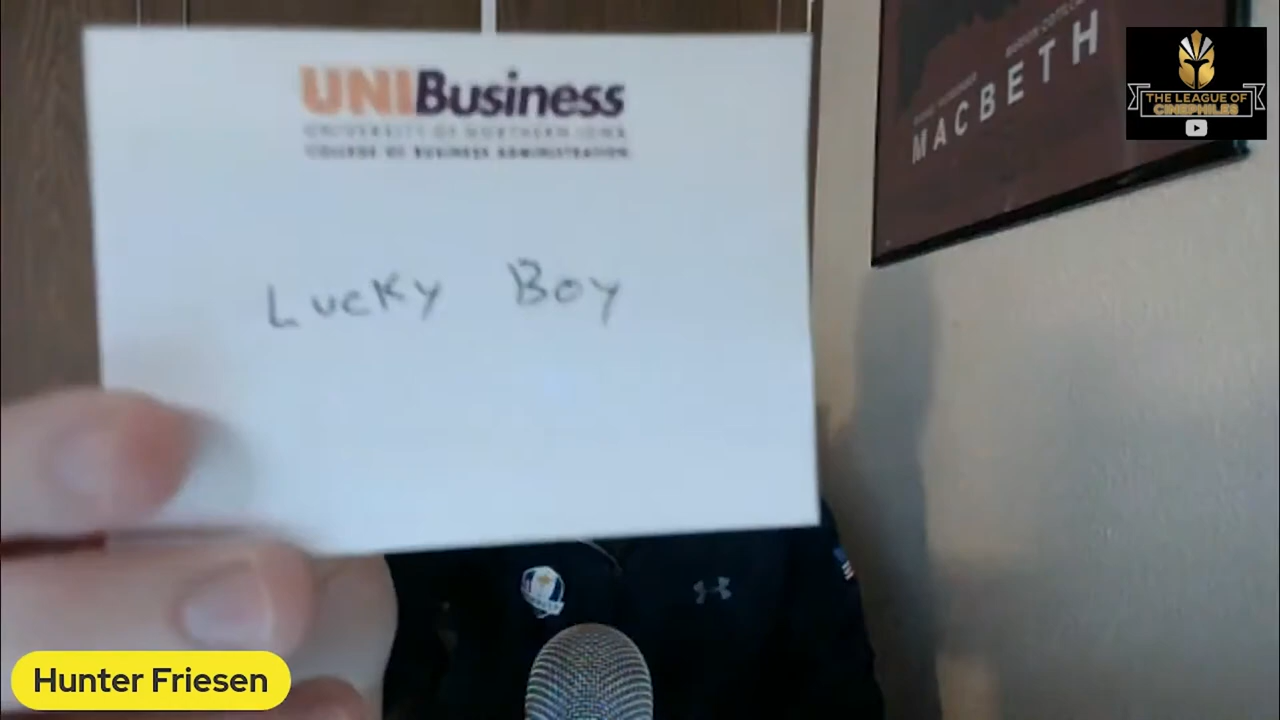 UNIBusiness
UNIVERSITY OF NORTHERN IOWA
COLLEGE OF BUSINESS ADMINISTRATION
Lucky Boy
MACBETH
THE LEAGUE OF
CINEPHILES
Hunter Friesen